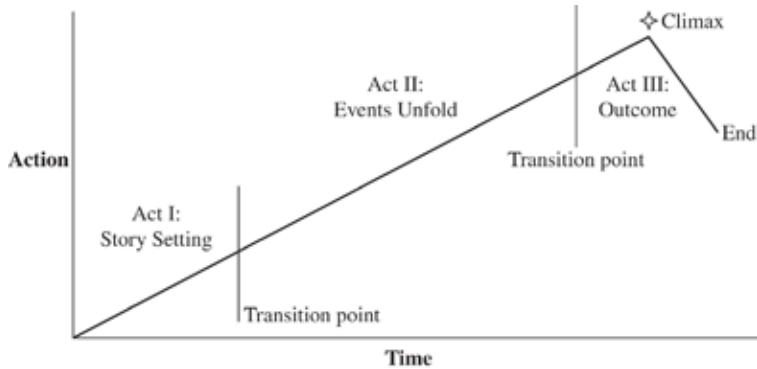 Climax
Act II:
Events Unfold
Act III:
Outcome
End
Action
Transition point
Act I:
Story Setting
Transition point
Time